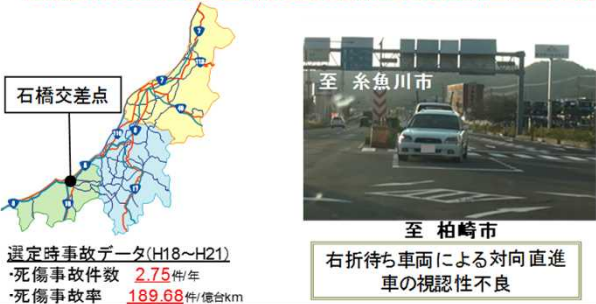 石橋交差点
至 糸魚川市
至 柏崎市
選定時事故データ(H18～H21)
・死傷事故件数 2.75件/年
・死傷事故率 189.68件/億台km
右折待ち車両による対向直進
車の視認性不良